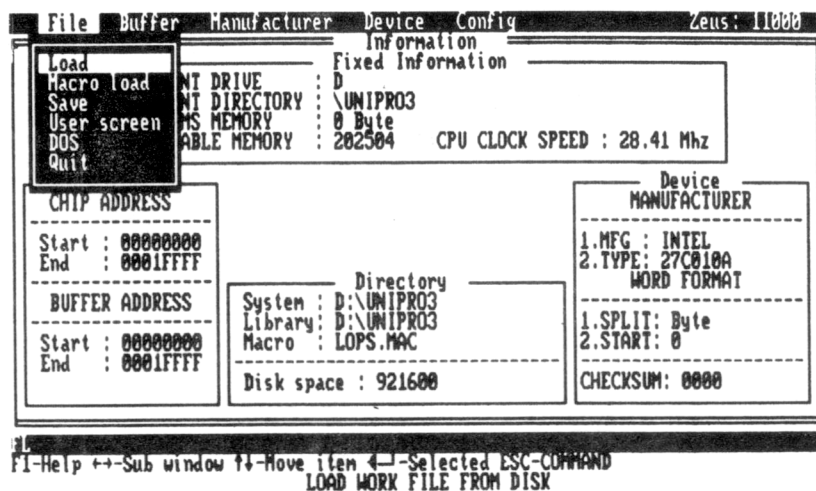 File Buffer Manufacturer Device Config Zeus: 11000
Information
Load
Macro load
Save
User screen
DOS
Quit
Fixed Information
NT DRIVE : D
NT DIRECTORY : \UNIPRO3
MS MEMORY : 0 Byte
ABLE MEMORY : 202504 CPU CLOCK SPEED : 28.41 Mhz
CHIP ADDRESS
Start : 00000000
End : 0001FFFF
BUFFER ADDRESS
Start : 00000000
End : 0001FFFF
Directory
System : D:\UNIPRO3
Library: D:\UNIPRO3
Macro : LOPS.MAC
Disk space : 921600
Device
MANUFACTURER
1.MFG : INTEL
2.TYPE: 27C010A
WORD FORMAT
1.SPLIT: Byte
2.START: 0
CHECKSUM: 0000
F1-Help ←→-Sub window ↑↓-Move item ◄┘-Selected ESC-COMMAND
LOAD WORK FILE FROM DISK